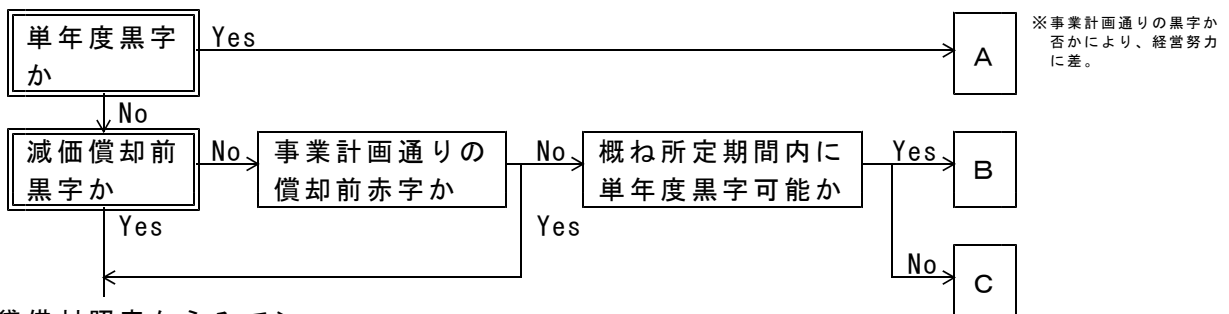 単年度黒字
か
Yes
A
※事業計画通りの黒字か
否かにより、経営努力
に差。
No
減価償却前
黒字か
No
事業計画通りの
償却前赤字か
No
概ね所定期間内に
単年度黒字可能か
Yes
B
Yes
Yes
No
C